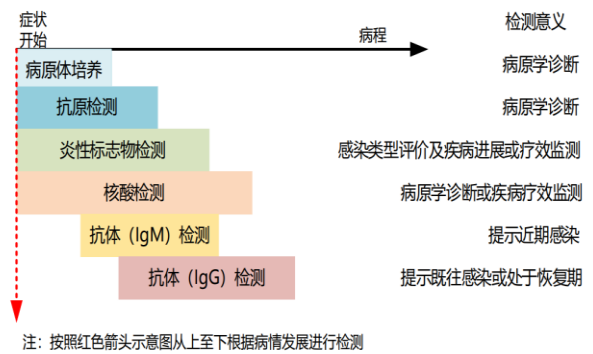 症状
开始
病程
检测意义
病原体培养
病原学诊断
抗原检测
病原学诊断
炎性标志物检测
感染类型评价及疾病进展或疗效监测
核酸检测
病原学诊断或疾病疗效监测
抗体（IgM）检测
提示近期感染
抗体（IgG）检测
提示既往感染或处于恢复期
注：按照红色箭头示意图从上至下根据病情发展进行检测